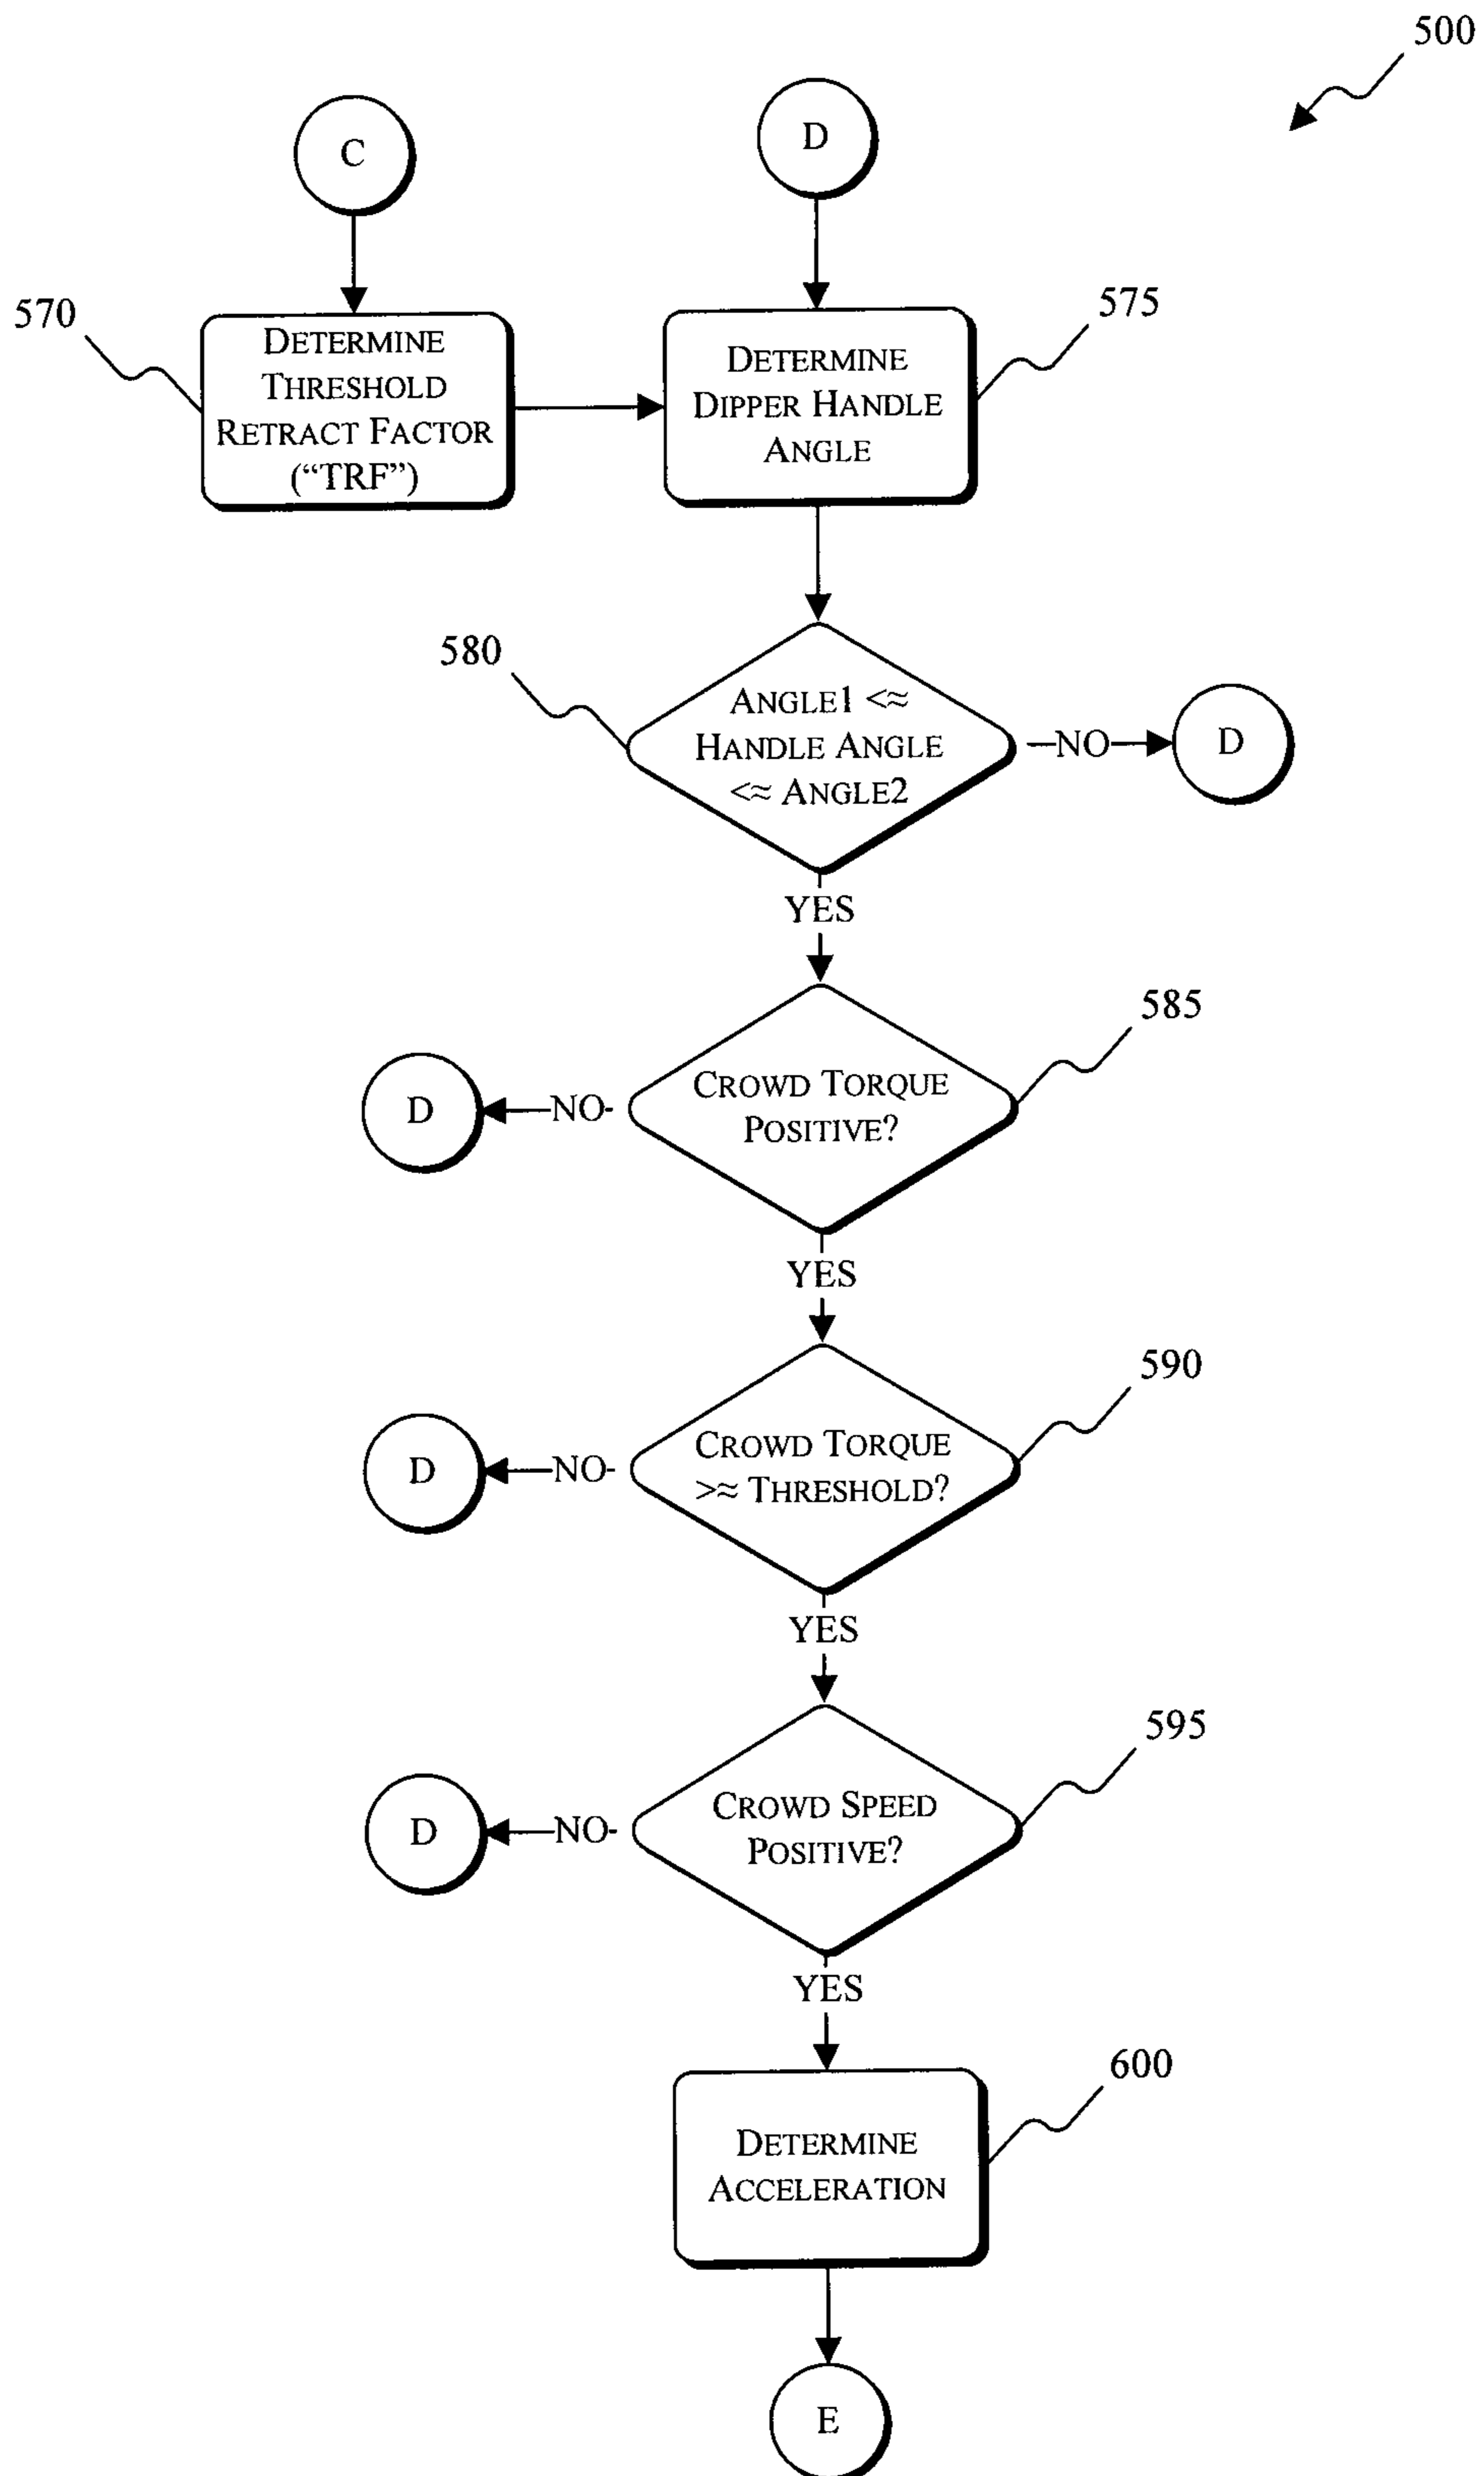 500
C
D
570
DETERMINE
THRESHOLD
RETRACT FACTOR
(“TRF”)
575
DETERMINE
DIPPER HANDLE
ANGLE
580
ANGLE1 <≈
HANDLE ANGLE
<≈ ANGLE2
NO
D
YES
585
CROWD TORQUE
POSITIVE?
NO
D
YES
590
CROWD TORQUE
>≈ THRESHOLD?
NO
D
YES
595
CROWD SPEED
POSITIVE?
NO
D
YES
600
DETERMINE
ACCELERATION
E